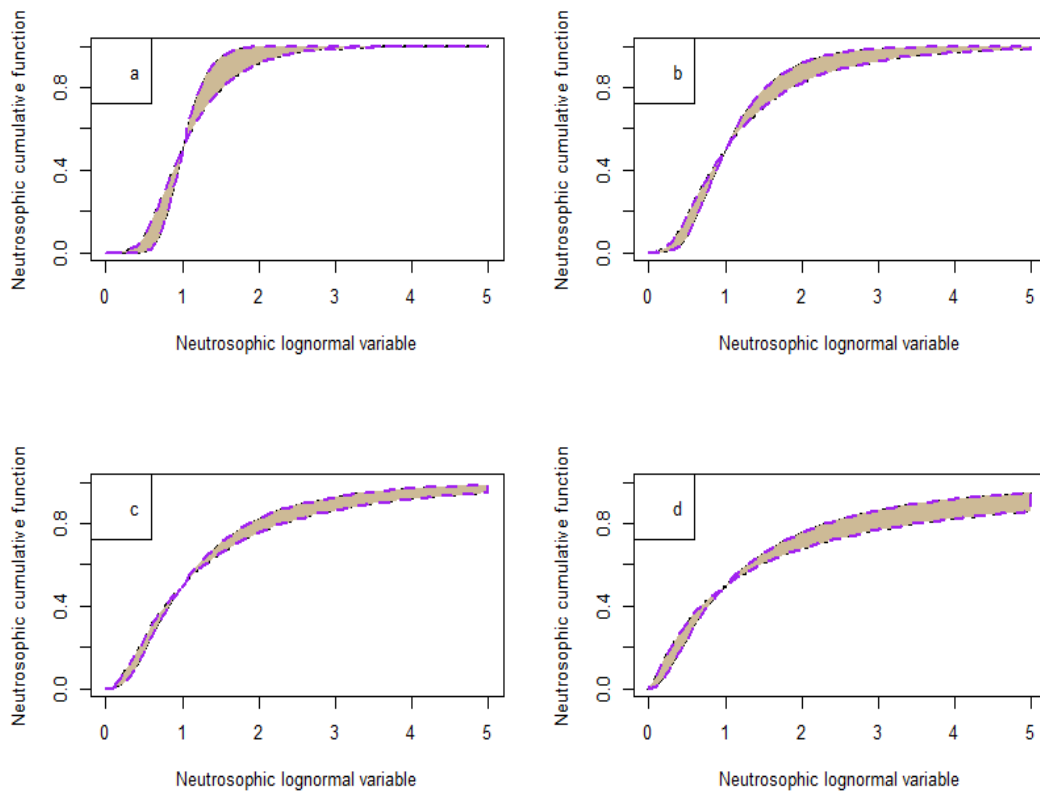 Neutrosophic cumulative function
0.0 0.4 0.8
a
0 1 2 3 4 5
Neutrosophic lognormal variable
Neutrosophic cumulative function
0.0 0.4 0.8
b
0 1 2 3 4 5
Neutrosophic lognormal variable
Neutrosophic cumulative function
0.0 0.4 0.8
c
0 1 2 3 4 5
Neutrosophic lognormal variable
Neutrosophic cumulative function
0.0 0.4 0.8
d
0 1 2 3 4 5
Neutrosophic lognormal variable